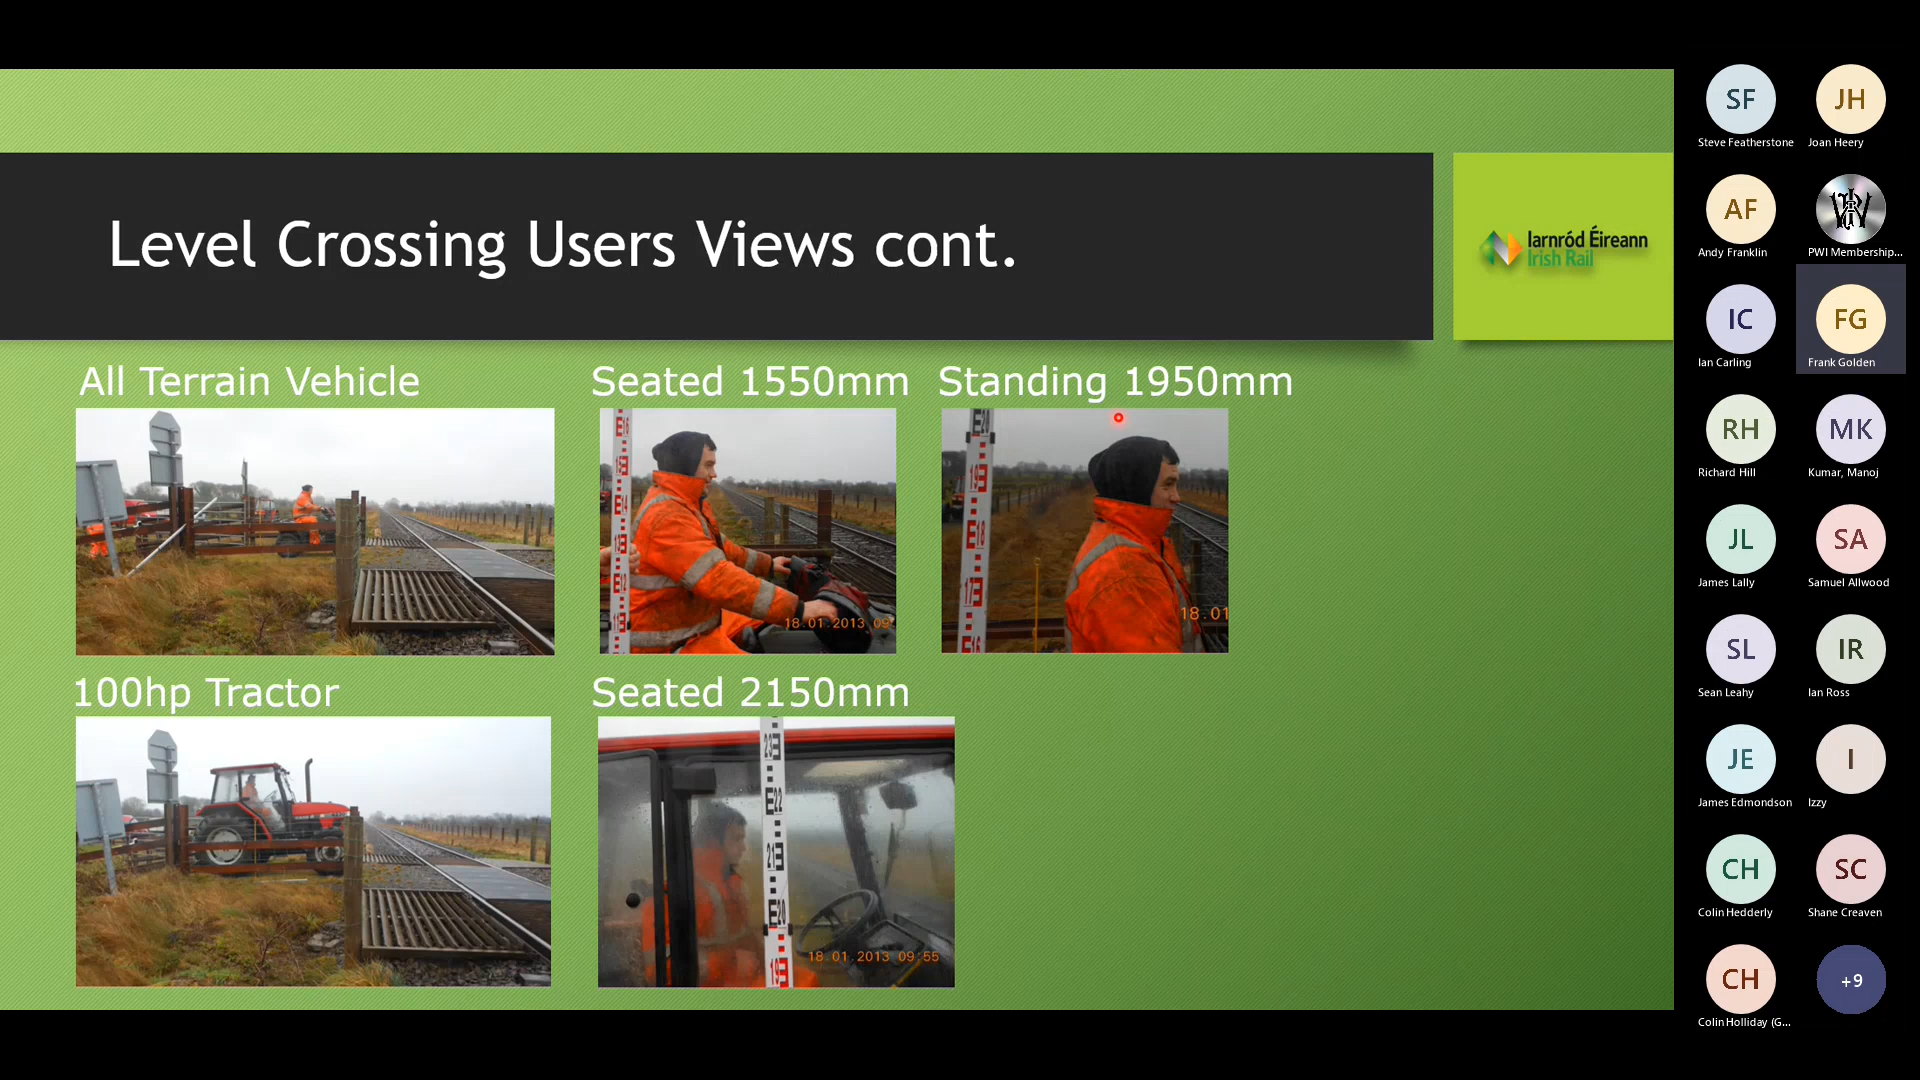 Level Crossing Users Views cont.
Iarnród Éireann
Irish Rail
All Terrain Vehicle
Seated 1550mm
Standing 1950mm
18.01.2013 09:
18.01
100hp Tractor
Seated 2150mm
18.01.2013 09:55
SF
Steve Featherstone
JH
Joan Heery
AF
Andy Franklin
PWI Membership...
IC
Ian Carling
FG
Frank Golden
RH
Richard Hill
MK
Kumar, Manoj
JL
James Lally
SA
Samuel Allwood
SL
Sean Leahy
IR
Ian Ross
JE
James Edmondson
I
Izzy
CH
Colin Hedderly
SC
Shane Creaven
CH
Colin Holliday (G...
+9